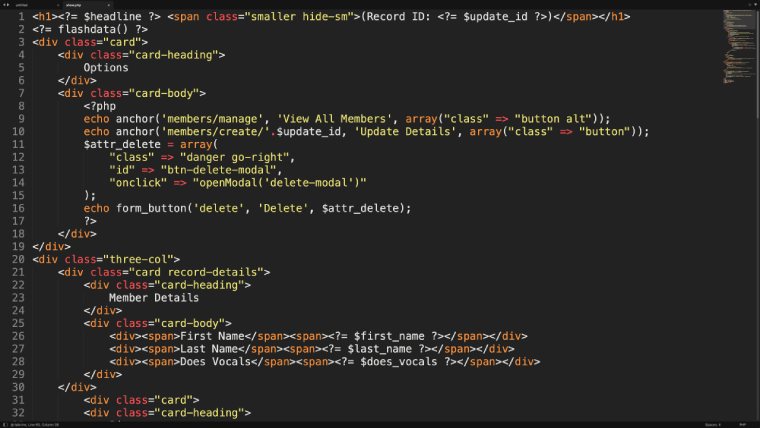 untitled
show.php
1 <h1><?= $headline ?> <span class="smaller hide-sm">(Record ID: <?= $update_id ?>)</span></h1>
2 <?= flashdata() ?>
3 <div class="card">
4     <div class="card-heading">
5         Options
6     </div>
7     <div class="card-body">
8         <?php
9         echo anchor('members/manage', 'View All Members', array("class" => "button alt"));
10         echo anchor('members/create/'.$update_id, 'Update Details', array("class" => "button"));
11         $attr_delete = array(
12             "class" => "danger go-right",
13             "id" => "btn-delete-modal",
14             "onclick" => "openModal('delete-modal')"
15         );
16         echo form_button('delete', 'Delete', $attr_delete);
17         ?>
18     </div>
19 </div>
20 <div class="three-col">
21     <div class="card record-details">
22         <div class="card-heading">
23             Member Details
24         </div>
25         <div class="card-body">
26             <div><span>First Name</span><span><?= $first_name ?></span></div>
27             <div><span>Last Name</span><span><?= $last_name ?></span></div>
28             <div><span>Does Vocals</span><span><?= $does_vocals ?></span></div>
29         </div>
30     </div>
31         <div class="card">
32         <div class="card-heading">
Spaces: 4
PHP